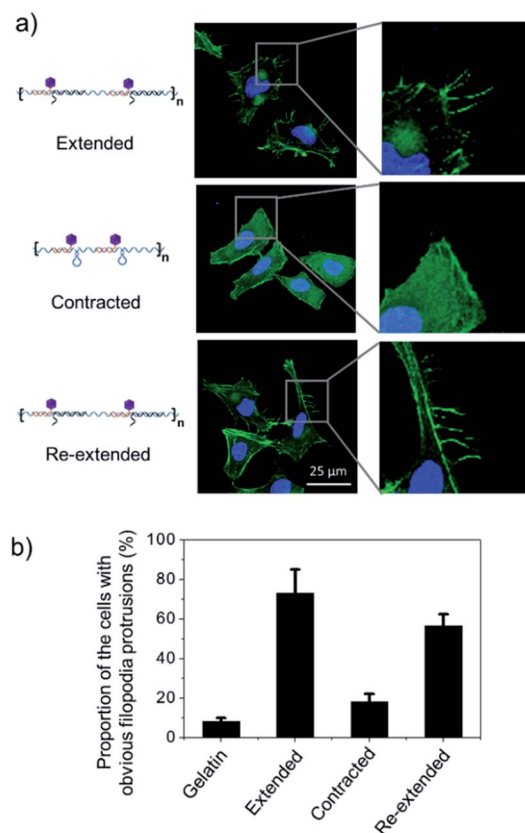 a)
n
Extended
n
Contracted
n
Re-extended
25 µm
b)
Proportion of the cells with
obvious filopodia protrusions (%)
100
80
60
40
20
0
Gelatin
Extended
Contracted
Re-extended